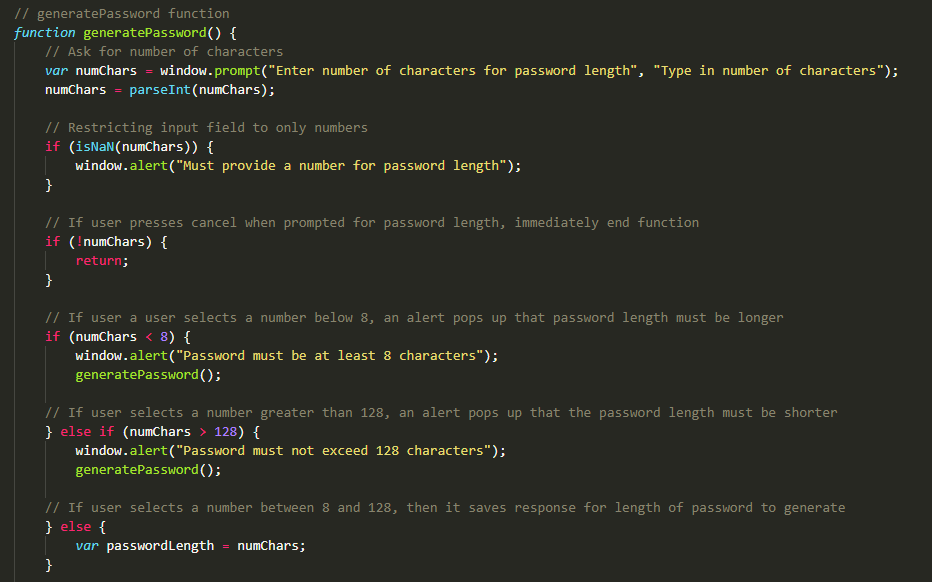 // generatePassword function
function generatePassword() {
    // Ask for number of characters
    var numChars = window.prompt("Enter number of characters for password length", "Type in number of characters");
    numChars = parseInt(numChars);

    // Restricting input field to only numbers
    if (isNaN(numChars)) {
        window.alert("Must provide a number for password length");
    }

    // If user presses cancel when prompted for password length, immediately end function
    if (!numChars) {
        return;
    }

    // If user a user selects a number below 8, an alert pops up that password length must be longer
    if (numChars < 8) {
        window.alert("Password must be at least 8 characters");
        generatePassword();

    // If user selects a number greater than 128, an alert pops up that the password length must be shorter
    } else if (numChars > 128) {
        window.alert("Password must not exceed 128 characters");
        generatePassword();

    // If user selects a number between 8 and 128, then it saves response for length of password to generate
    } else {
        var passwordLength = numChars;
    }